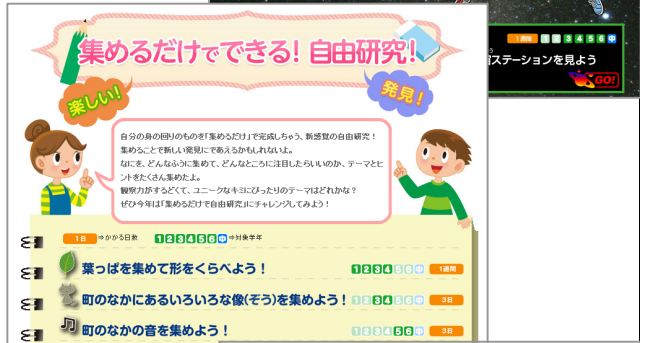 集めるだけでできる! 自由研究!
楽しい!
発見!
自分の身の回りのものを「集めるだけ」で完成しちゃう、新感覚の自由研究!
集めることで新しい発見にであえるかもしれないよ。
なにを、どんなふうに集めて、どんなところに注目したらいいのか、テーマとヒ
ントをたくさん集めたよ。
観察力がするどくて、ユニークなキミにぴったりのテーマはどれかな?
ぜひ今年は「集めるだけで自由研究」にチャレンジしてみよう!
1日 ⇒かかる日数 1 2 3 4 5 6 中 ⇒対象学年
葉っぱを集めて形をくらべよう! 1 2 3 4 5 6 中 1週間
町のなかにあるいろいろな像(ぞう)を集めよう! 1 2 3 4 5 6 中 3日
町のなかの音を集めよう! 1 2 3 4 5 6 中 3日
1週間 1 2 3 4 5 6 中
ステーションを見よう
GO!